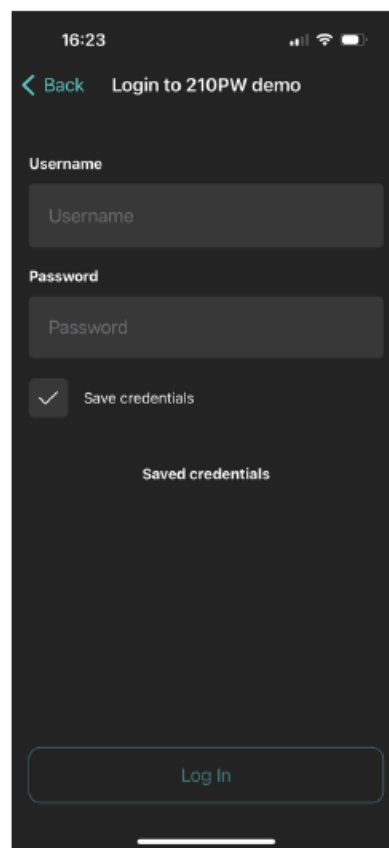 16:23
Back Login to 210PW demo
Username
Username
Password
Password
Save credentials
Saved credentials
Log In